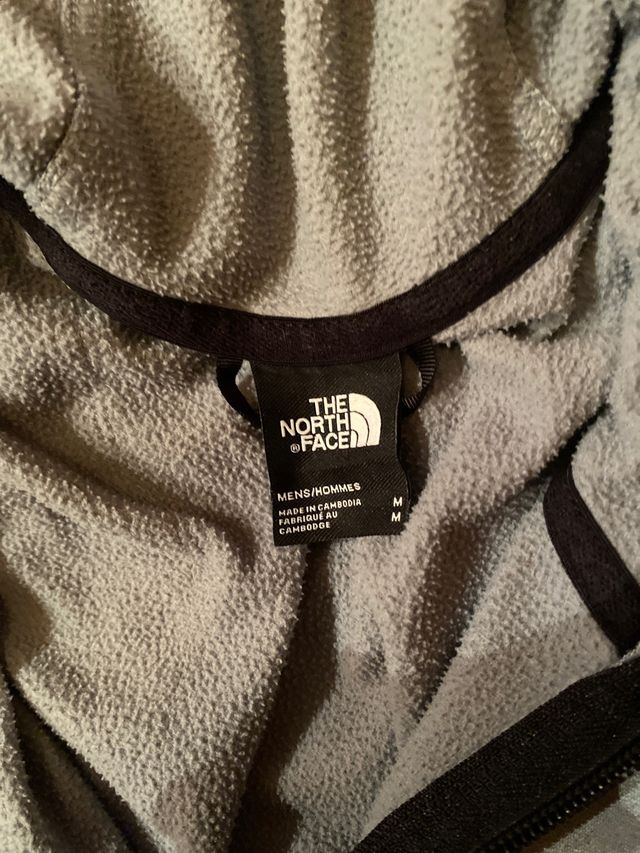 THE
NORTH
® FACE
MENS/HOMMES
MADE IN CAMBODIA M
FABRIQUÉ AU M
CAMBODGE